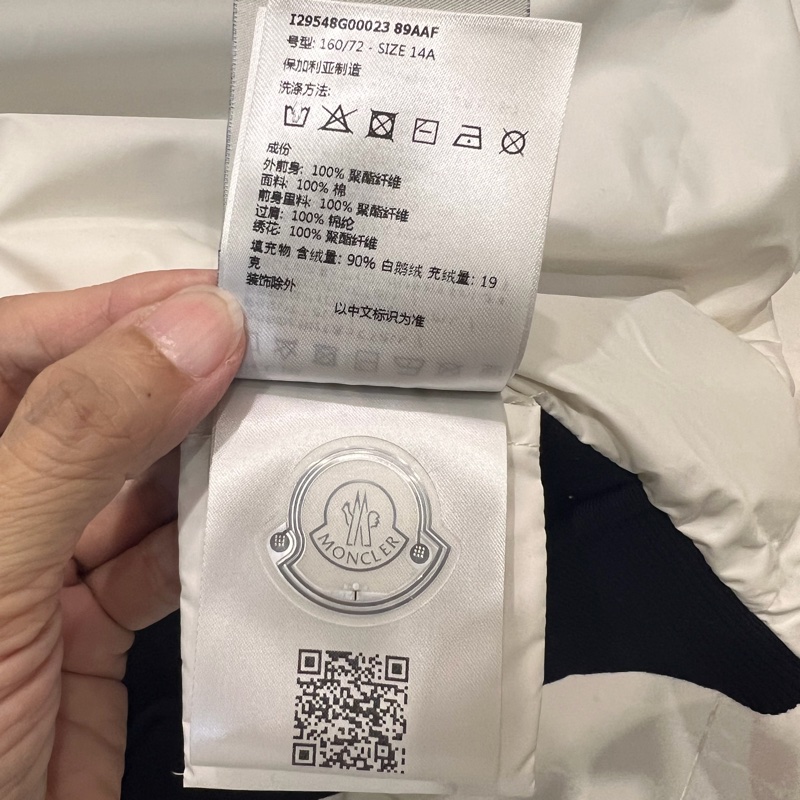 I29548G00023 89AAF
号型: 160/72 - SIZE 14A
保加利亚制造
洗涤方法:
成份
外前身: 100% 聚酯纤维
面料: 100% 棉
前身里料: 100% 聚酯纤维
过肩: 100% 锦纶
绣花: 100% 聚酯纤维
填充物 含绒量: 90% 白鹅绒 充绒量: 19
克
装饰除外
以中文标识为准
MONCLER